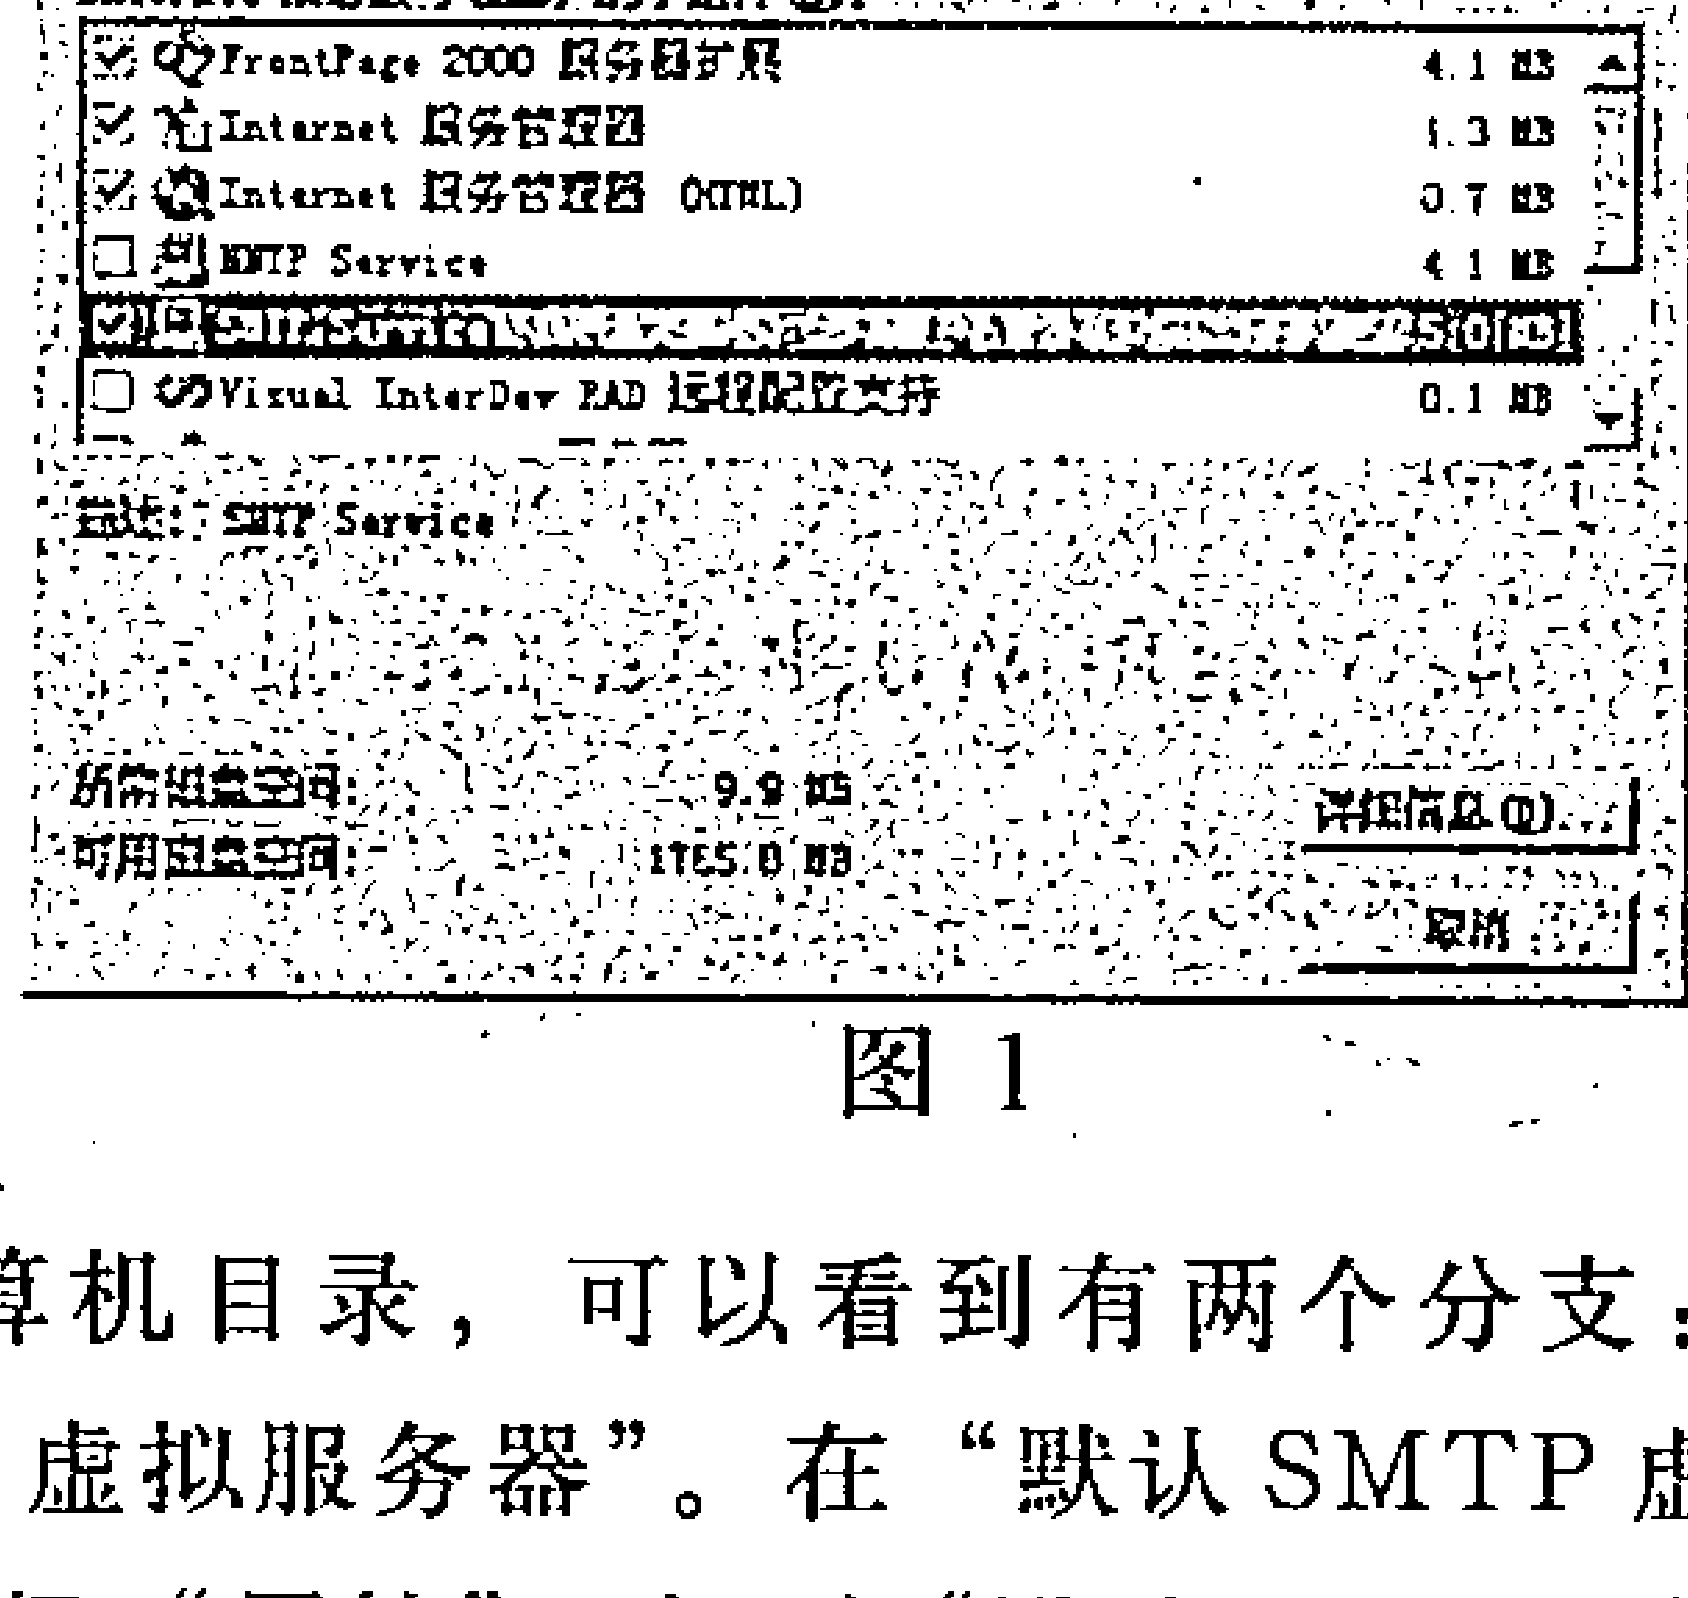 FrontPage 2000 服务器扩展 4.1 MB
Internet 服务管理器 1.3 MB
Internet 服务管理器 (HTML) 0.7 MB
NNTP Service 4.1 MB
Visual InterDev RAD 远程配置支持 0.1 MB
描述: SMTP Service
所需磁盘空间: 9.9 MB
可用磁盘空间: MB
详细信息(D)...
取消
图 1
算机目录，可以看到有两个分支：
虚拟服务器”。在“默认 SMTP 虚